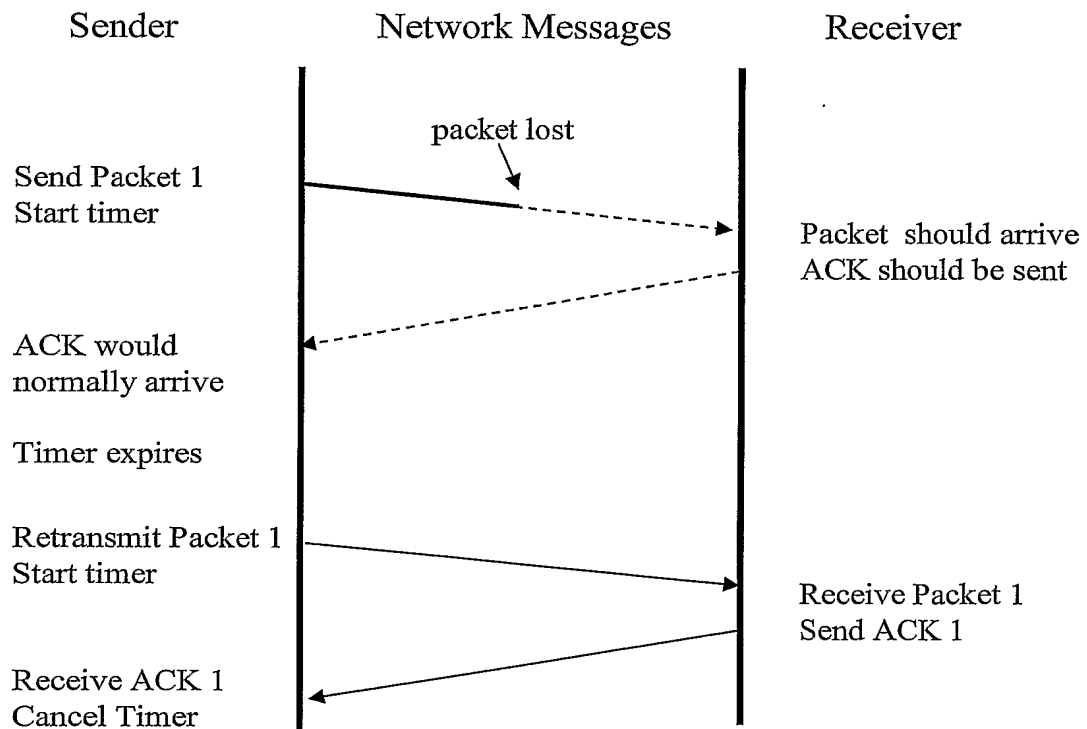 Sender
Network Messages
Receiver
packet lost
Send Packet 1
Start timer
Packet should arrive
ACK should be sent
ACK would
normally arrive
Timer expires
Retransmit Packet 1
Start timer
Receive Packet 1
Send ACK 1
Receive ACK 1
Cancel Timer